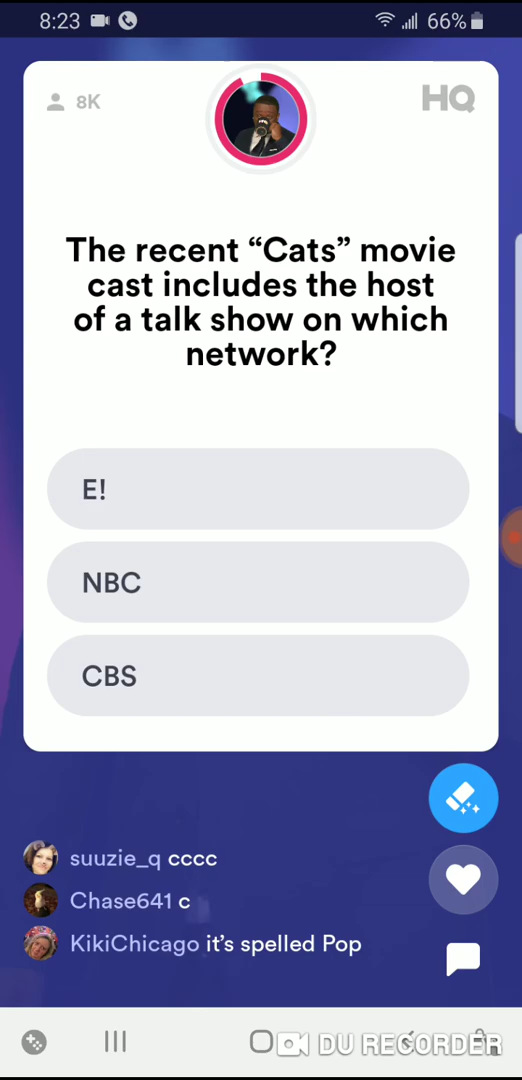 8:23 66%
8K HQ
The recent “Cats” movie
cast includes the host
of a talk show on which
network?
E!
NBC
CBS
suuzie_q cccc
Chase641 c
KikiChicago it's spelled Pop
DU RECORDER